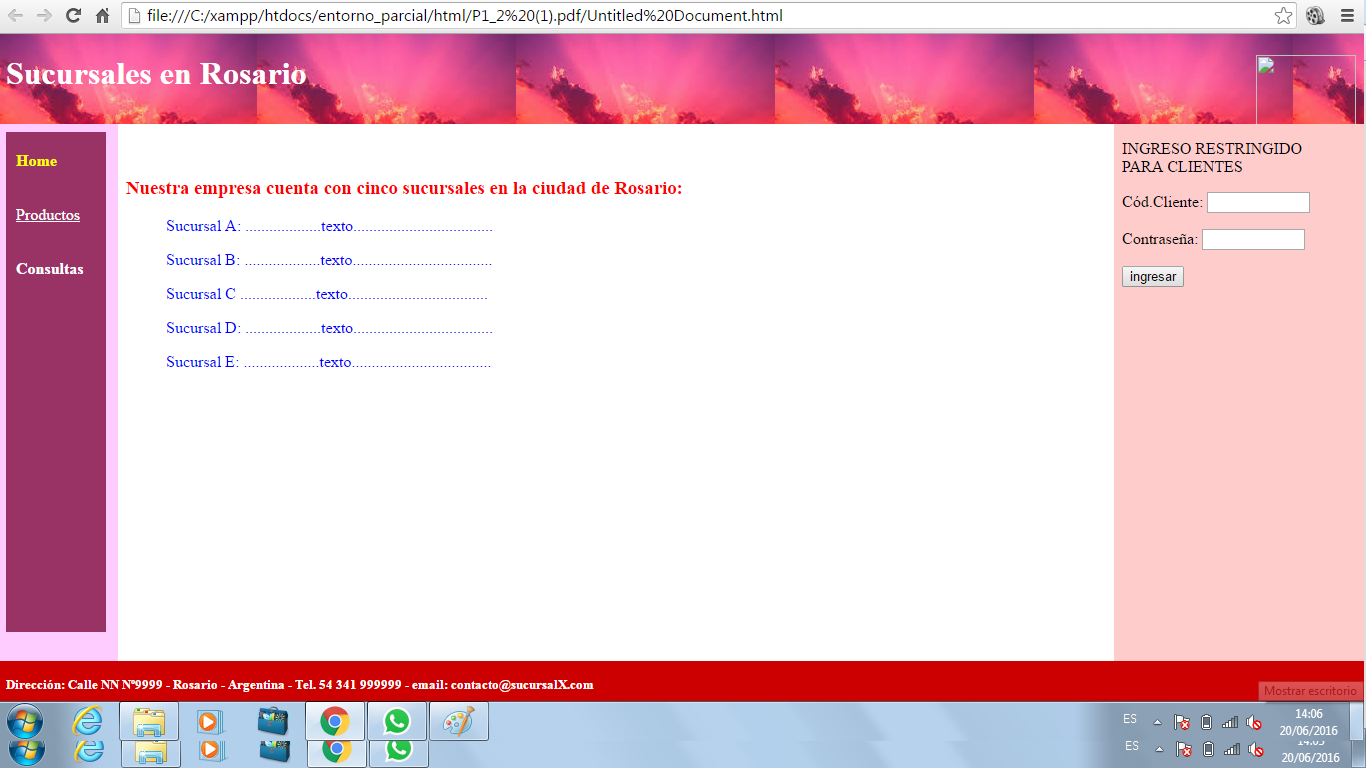 file:///C:/xampp/htdocs/entorno_parcial/html/P1_2%20(1).pdf/Untitled%20Document.html
Sucursales en Rosario
Home
Productos
Consultas
Nuestra empresa cuenta con cinco sucursales en la ciudad de Rosario:
Sucursal A: ...................texto...................................
Sucursal B: ...................texto...................................
Sucursal C ...................texto...................................
Sucursal D: ...................texto...................................
Sucursal E: ...................texto...................................
INGRESO RESTRINGIDO
PARA CLIENTES
Cód.Cliente:
Contraseña:
ingresar
Dirección: Calle NN Nº9999 - Rosario - Argentina - Tel. 54 341 999999 - email: contacto@sucursalX.com
Mostrar escritorio
ES
14:06
20/06/2016
ES
14:05
20/06/2016